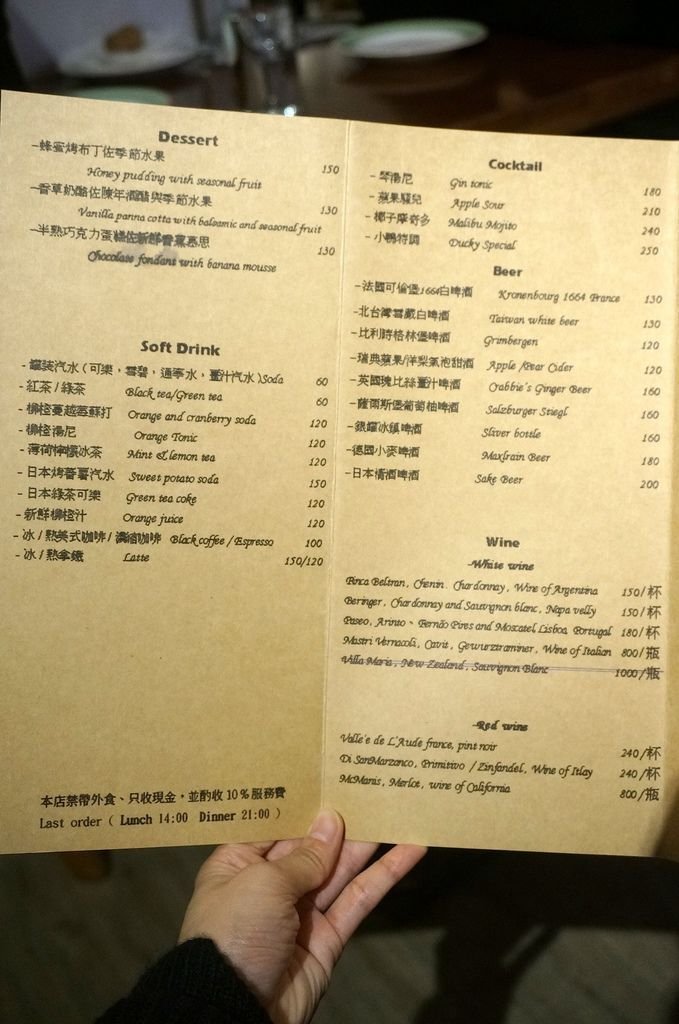 Dessert
-蜂蜜烤布丁佐季節水果
Honey pudding with seasonal fruit 150
-香草奶酪佐陳年酒醋與季節水果
Vanilla panna cotta with balsamic and seasonal fruit 130
-半熟巧克力蛋糕佐新鮮香蕉慕思
Chocolate fondant with banana mousse 130
Soft Drink
- 罐裝汽水 (可樂，雪碧，通寧水，薑汁汽水 )Soda 60
- 紅茶 / 綠茶 Black tea/Green tea 60
- 柳橙蔓越莓蘇打 Orange and cranberry soda 120
- 柳橙湯尼 Orange Tonic 120
- 薄荷檸檬冰茶 Mint & lemon tea 120
- 日本烤番薯汽水 Sweet potato soda 150
- 日本綠茶可樂 Green tea coke 120
- 新鮮柳橙汁 Orange juice 120
- 冰 / 熱美式咖啡 / 濃縮咖啡 Black coffee / Espresso 100
- 冰 / 熱拿鐵 Latte 150/120
本店禁帶外食、只收現金，並酌收 10％服務費
Last order ( Lunch 14:00 Dinner 21:00 )
Cocktail
- 琴湯尼 Gin tonic 180
- 蘋果騷兒 Apple Sour 210
- 椰子摩奇多 Malibu Mojito 240
- 小鴨特調 Ducky Special 250
Beer
-法國可倫堡1664白啤酒 Kronenbourg 1664 France 130
-北台灣雪藏白啤酒 Taiwan white beer 130
-比利時格林堡啤酒 Grimbergen 120
-瑞典蘋果/洋梨氣泡甜酒 Apple /Pear Cider 120
-英國瑰比絲薑汁啤酒 Crabbie's Ginger Beer 160
-薩爾斯堡葡萄柚啤酒 Salzburger Stiegl 160
-銀罐冰鎮啤酒 Sliver bottle 160
-德國小麥啤酒 Maxlrain Beer 180
-日本清酒啤酒 Sake Beer 200
Wine
-White wine
Finca Beltran, Chenin Chardonnay, Wine of Argentina 150/杯
Beringer, Chardonnay and Sauvignon blanc, Napa velly 150/杯
Paseo, Arinto、Fernão Pires and Moscatel, Lisboa, Portugal 180/杯
Mastri Vernacoli, Cavit, Gewurztraminer, Wine of Italian 800/瓶
Villa Maria, New Zealand, Sauvignon Blanc 1000/瓶
-Red wine
Valle'e de L'Aude france, pint noir 240/杯
Di SanMarzanco, Primitivo / Zinfandel, Wine of Itlay 240/杯
McManis, Merlot, wine of California 800/瓶